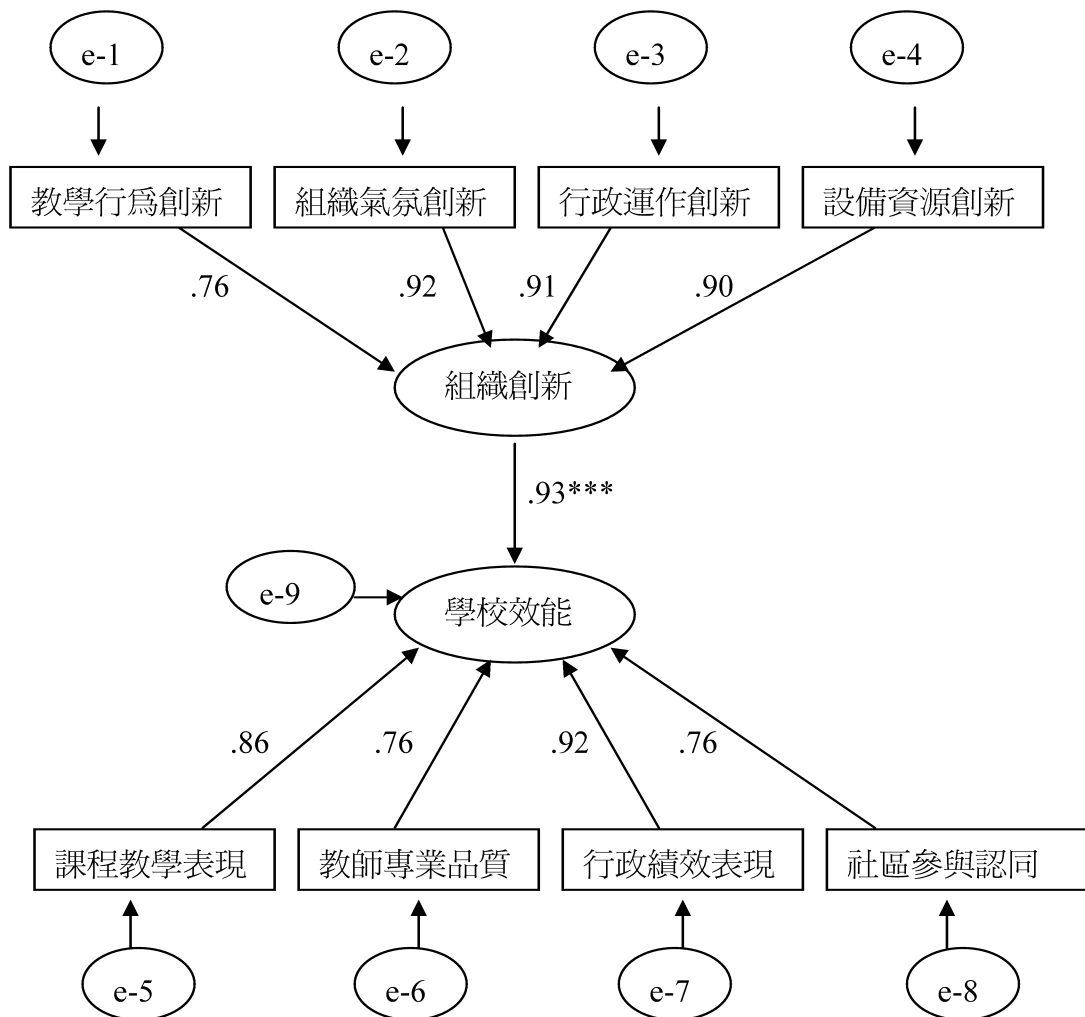 e-1
e-2
e-3
e-4
教學行為創新
組織氣氛創新
行政運作創新
設備資源創新
.76
.92
.91
.90
組織創新
.93***
e-9
學校效能
.86
.76
.92
.76
課程教學表現
教師專業品質
行政績效表現
社區參與認同
e-5
e-6
e-7
e-8